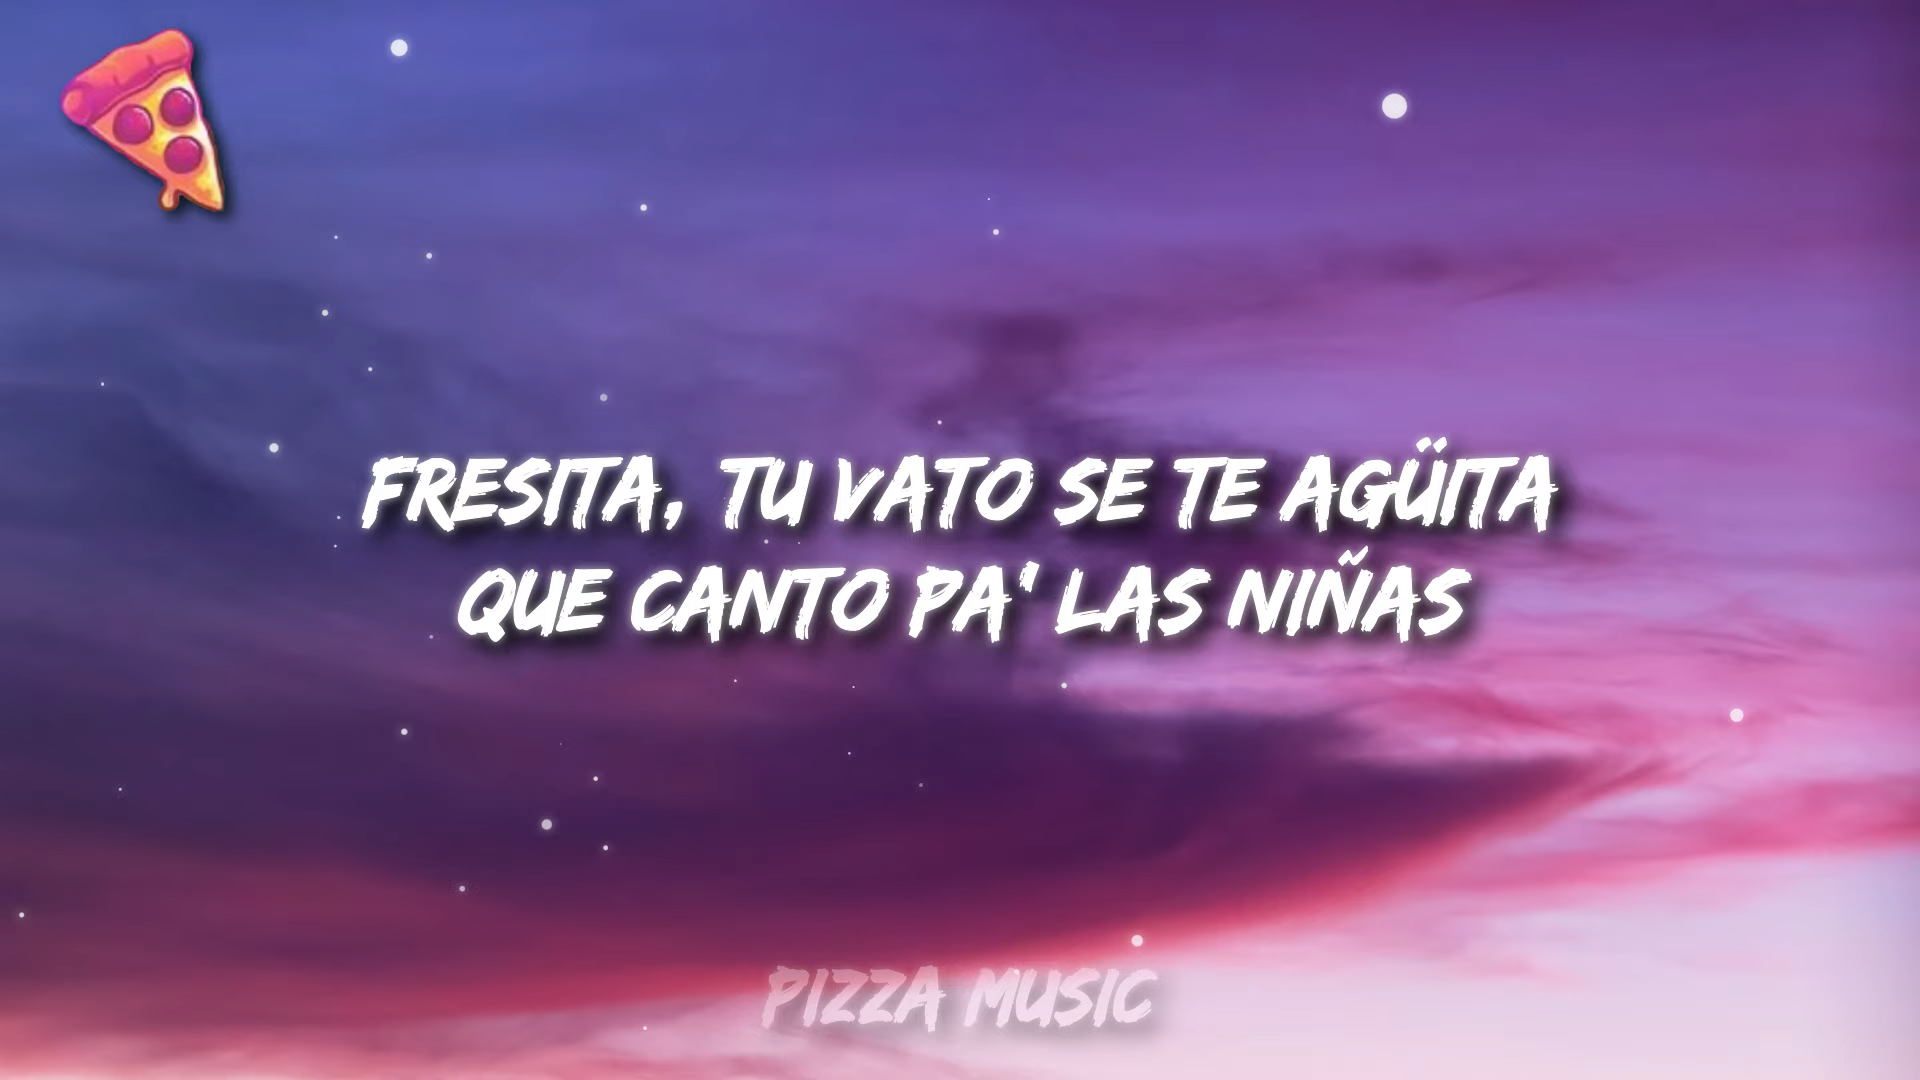 FRESITA, TU VATO SE TE AGÜITA
QUE CANTO PA' LAS NIÑAS
PIZZA MUSIC